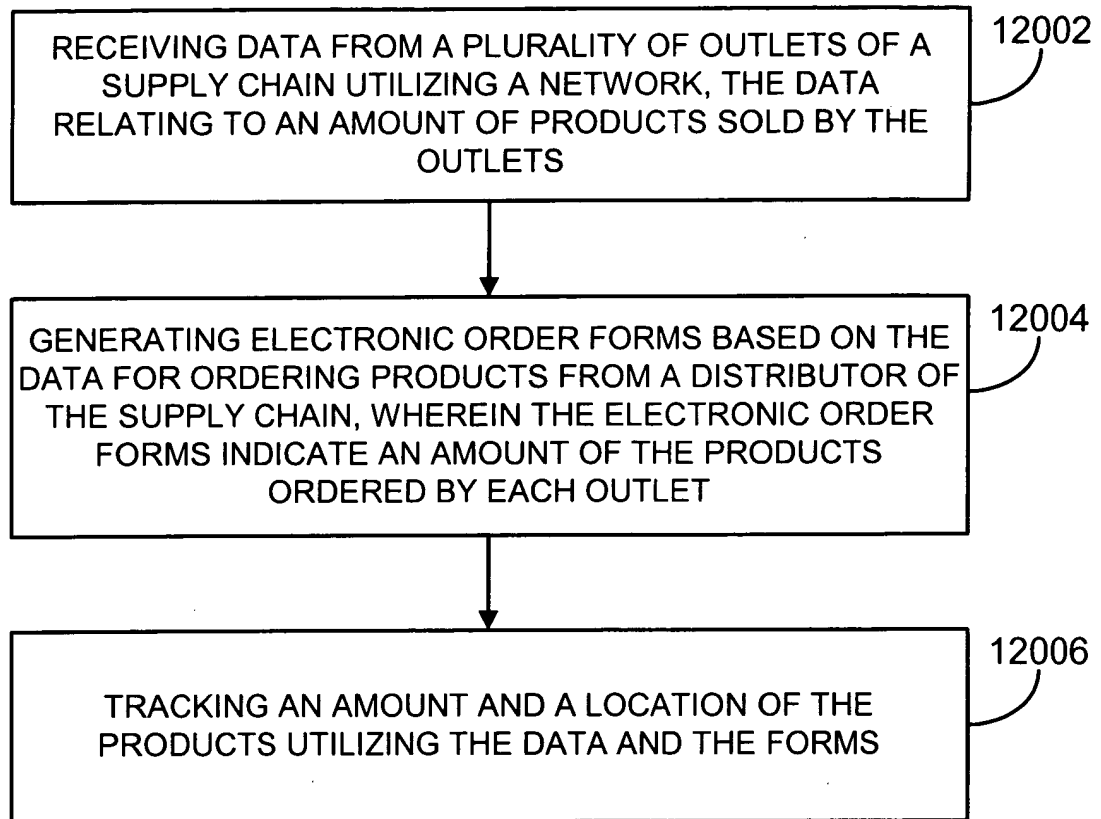 RECEIVING DATA FROM A PLURALITY OF OUTLETS OF A
SUPPLY CHAIN UTILIZING A NETWORK, THE DATA
RELATING TO AN AMOUNT OF PRODUCTS SOLD BY THE
OUTLETS
12002
GENERATING ELECTRONIC ORDER FORMS BASED ON THE
DATA FOR ORDERING PRODUCTS FROM A DISTRIBUTOR OF
THE SUPPLY CHAIN, WHEREIN THE ELECTRONIC ORDER
FORMS INDICATE AN AMOUNT OF THE PRODUCTS
ORDERED BY EACH OUTLET
12004
TRACKING AN AMOUNT AND A LOCATION OF THE
PRODUCTS UTILIZING THE DATA AND THE FORMS
12006